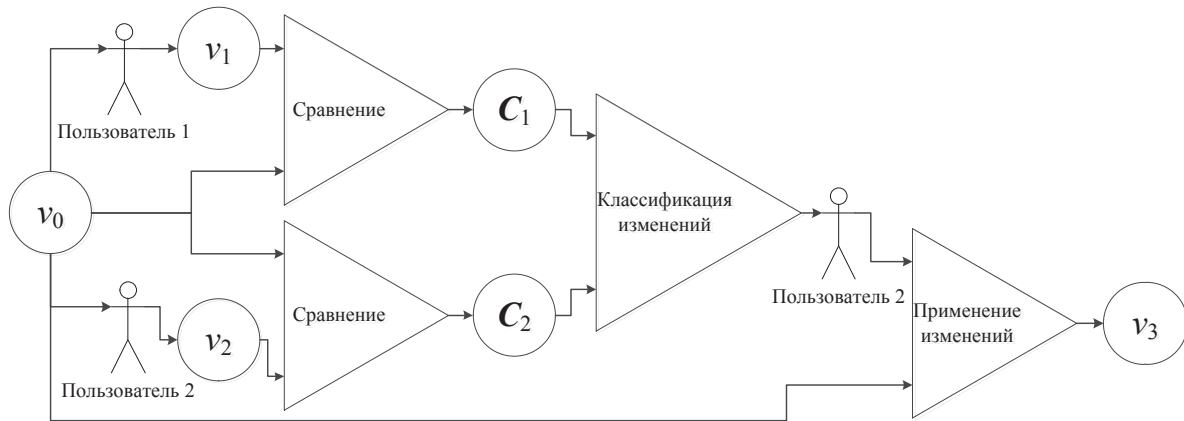 v1
Сравнение
C1
Пользователь 1
v0
Классификация
изменений
Пользователь 2
v2
Сравнение
C2
Пользователь 2
Применение
изменений
v3